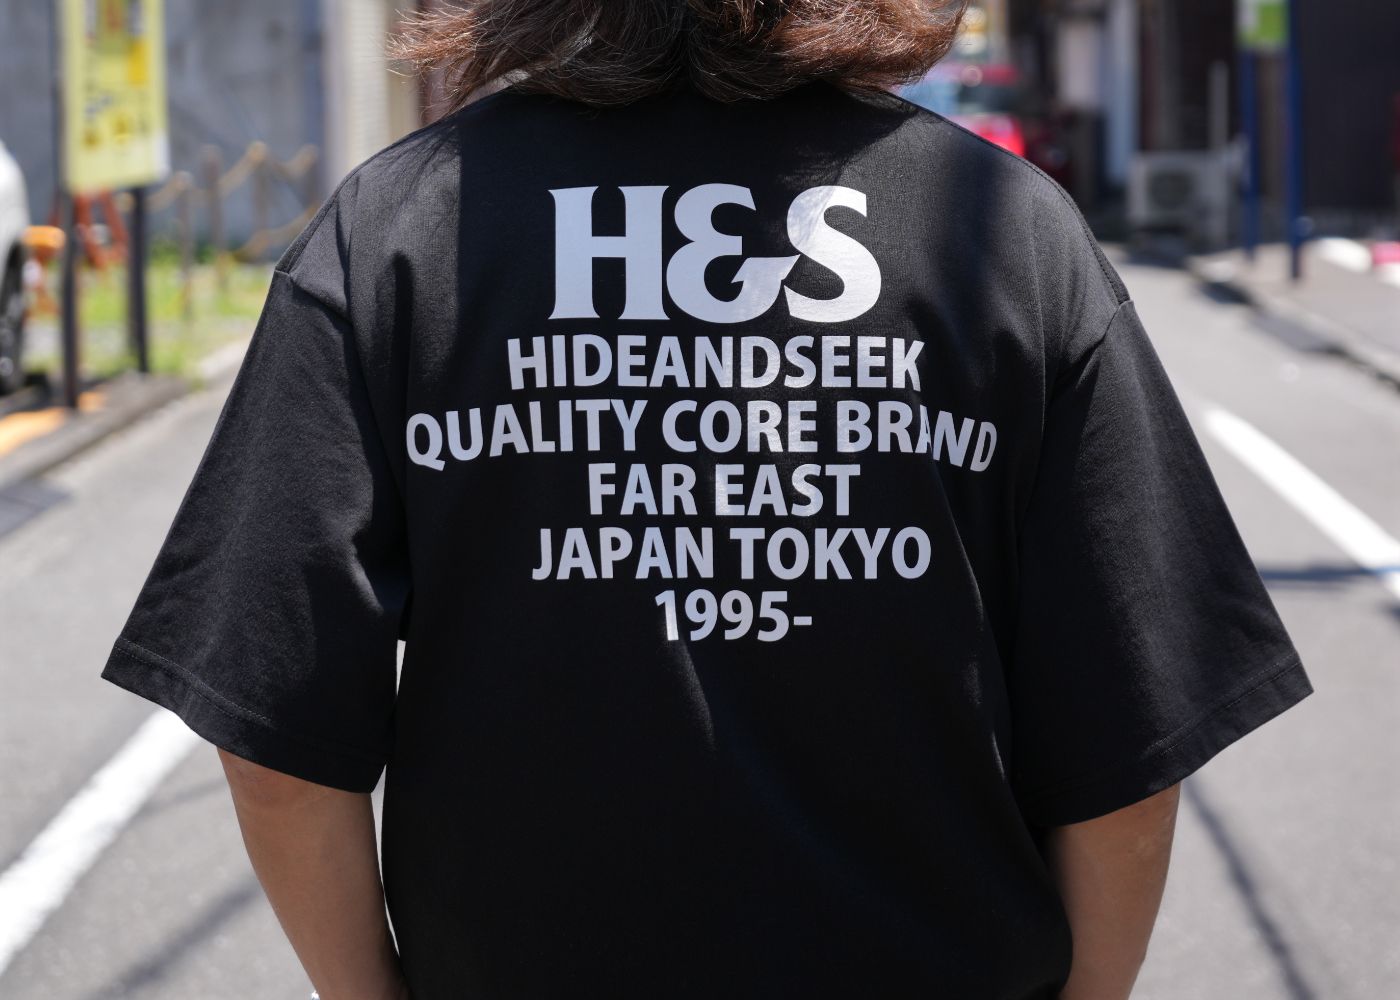 H&S
HIDEANDSEEK
QUALITY CORE BRAND
FAR EAST
JAPAN TOKYO
1995-